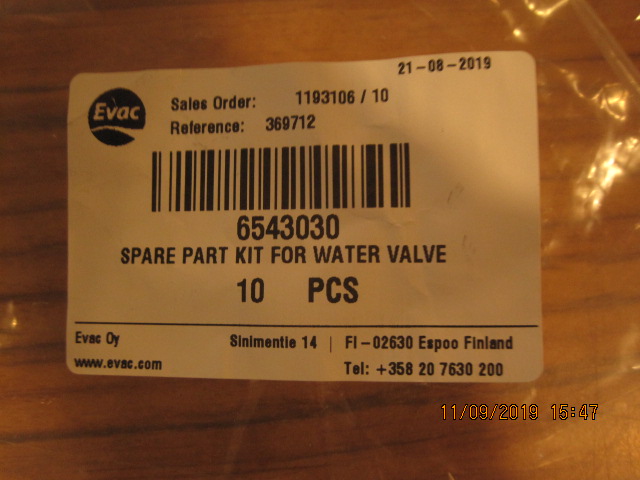 21-08-2019
Evac
Sales Order: 1193106 / 10
Reference: 369712
6543030
SPARE PART KIT FOR WATER VALVE
10 PCS
Evac Oy Sinimentie 14 | FI-02630 Espoo Finland
www.evac.com Tel: +358 20 7630 200
11/09/2019 15:47